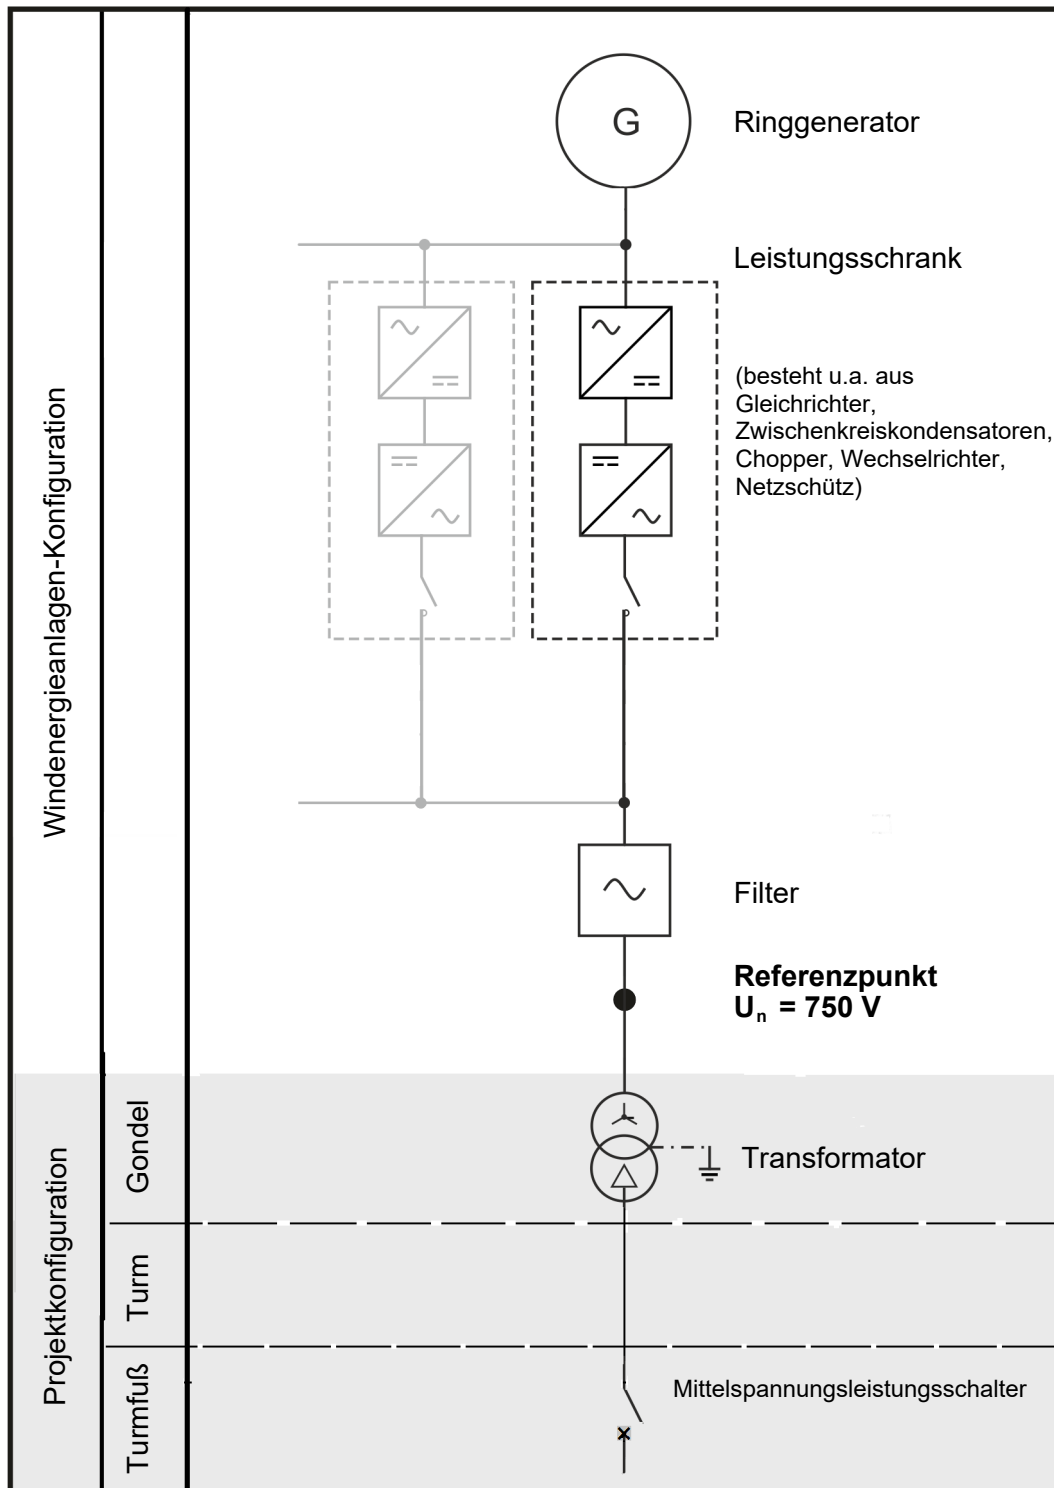 G
Ringgenerator
Leistungsschrank
(besteht u.a. aus
Gleichrichter,
Zwischenkreiskondensatoren,
Chopper, Wechselrichter,
Netzschütz)
Windenergieanlagen-Konfiguration
Filter
Referenzpunkt
Un = 750 V
Projektkonfiguration
Gondel
Transformator
Turm
Turmfuß
Mittelspannungsleistungsschalter